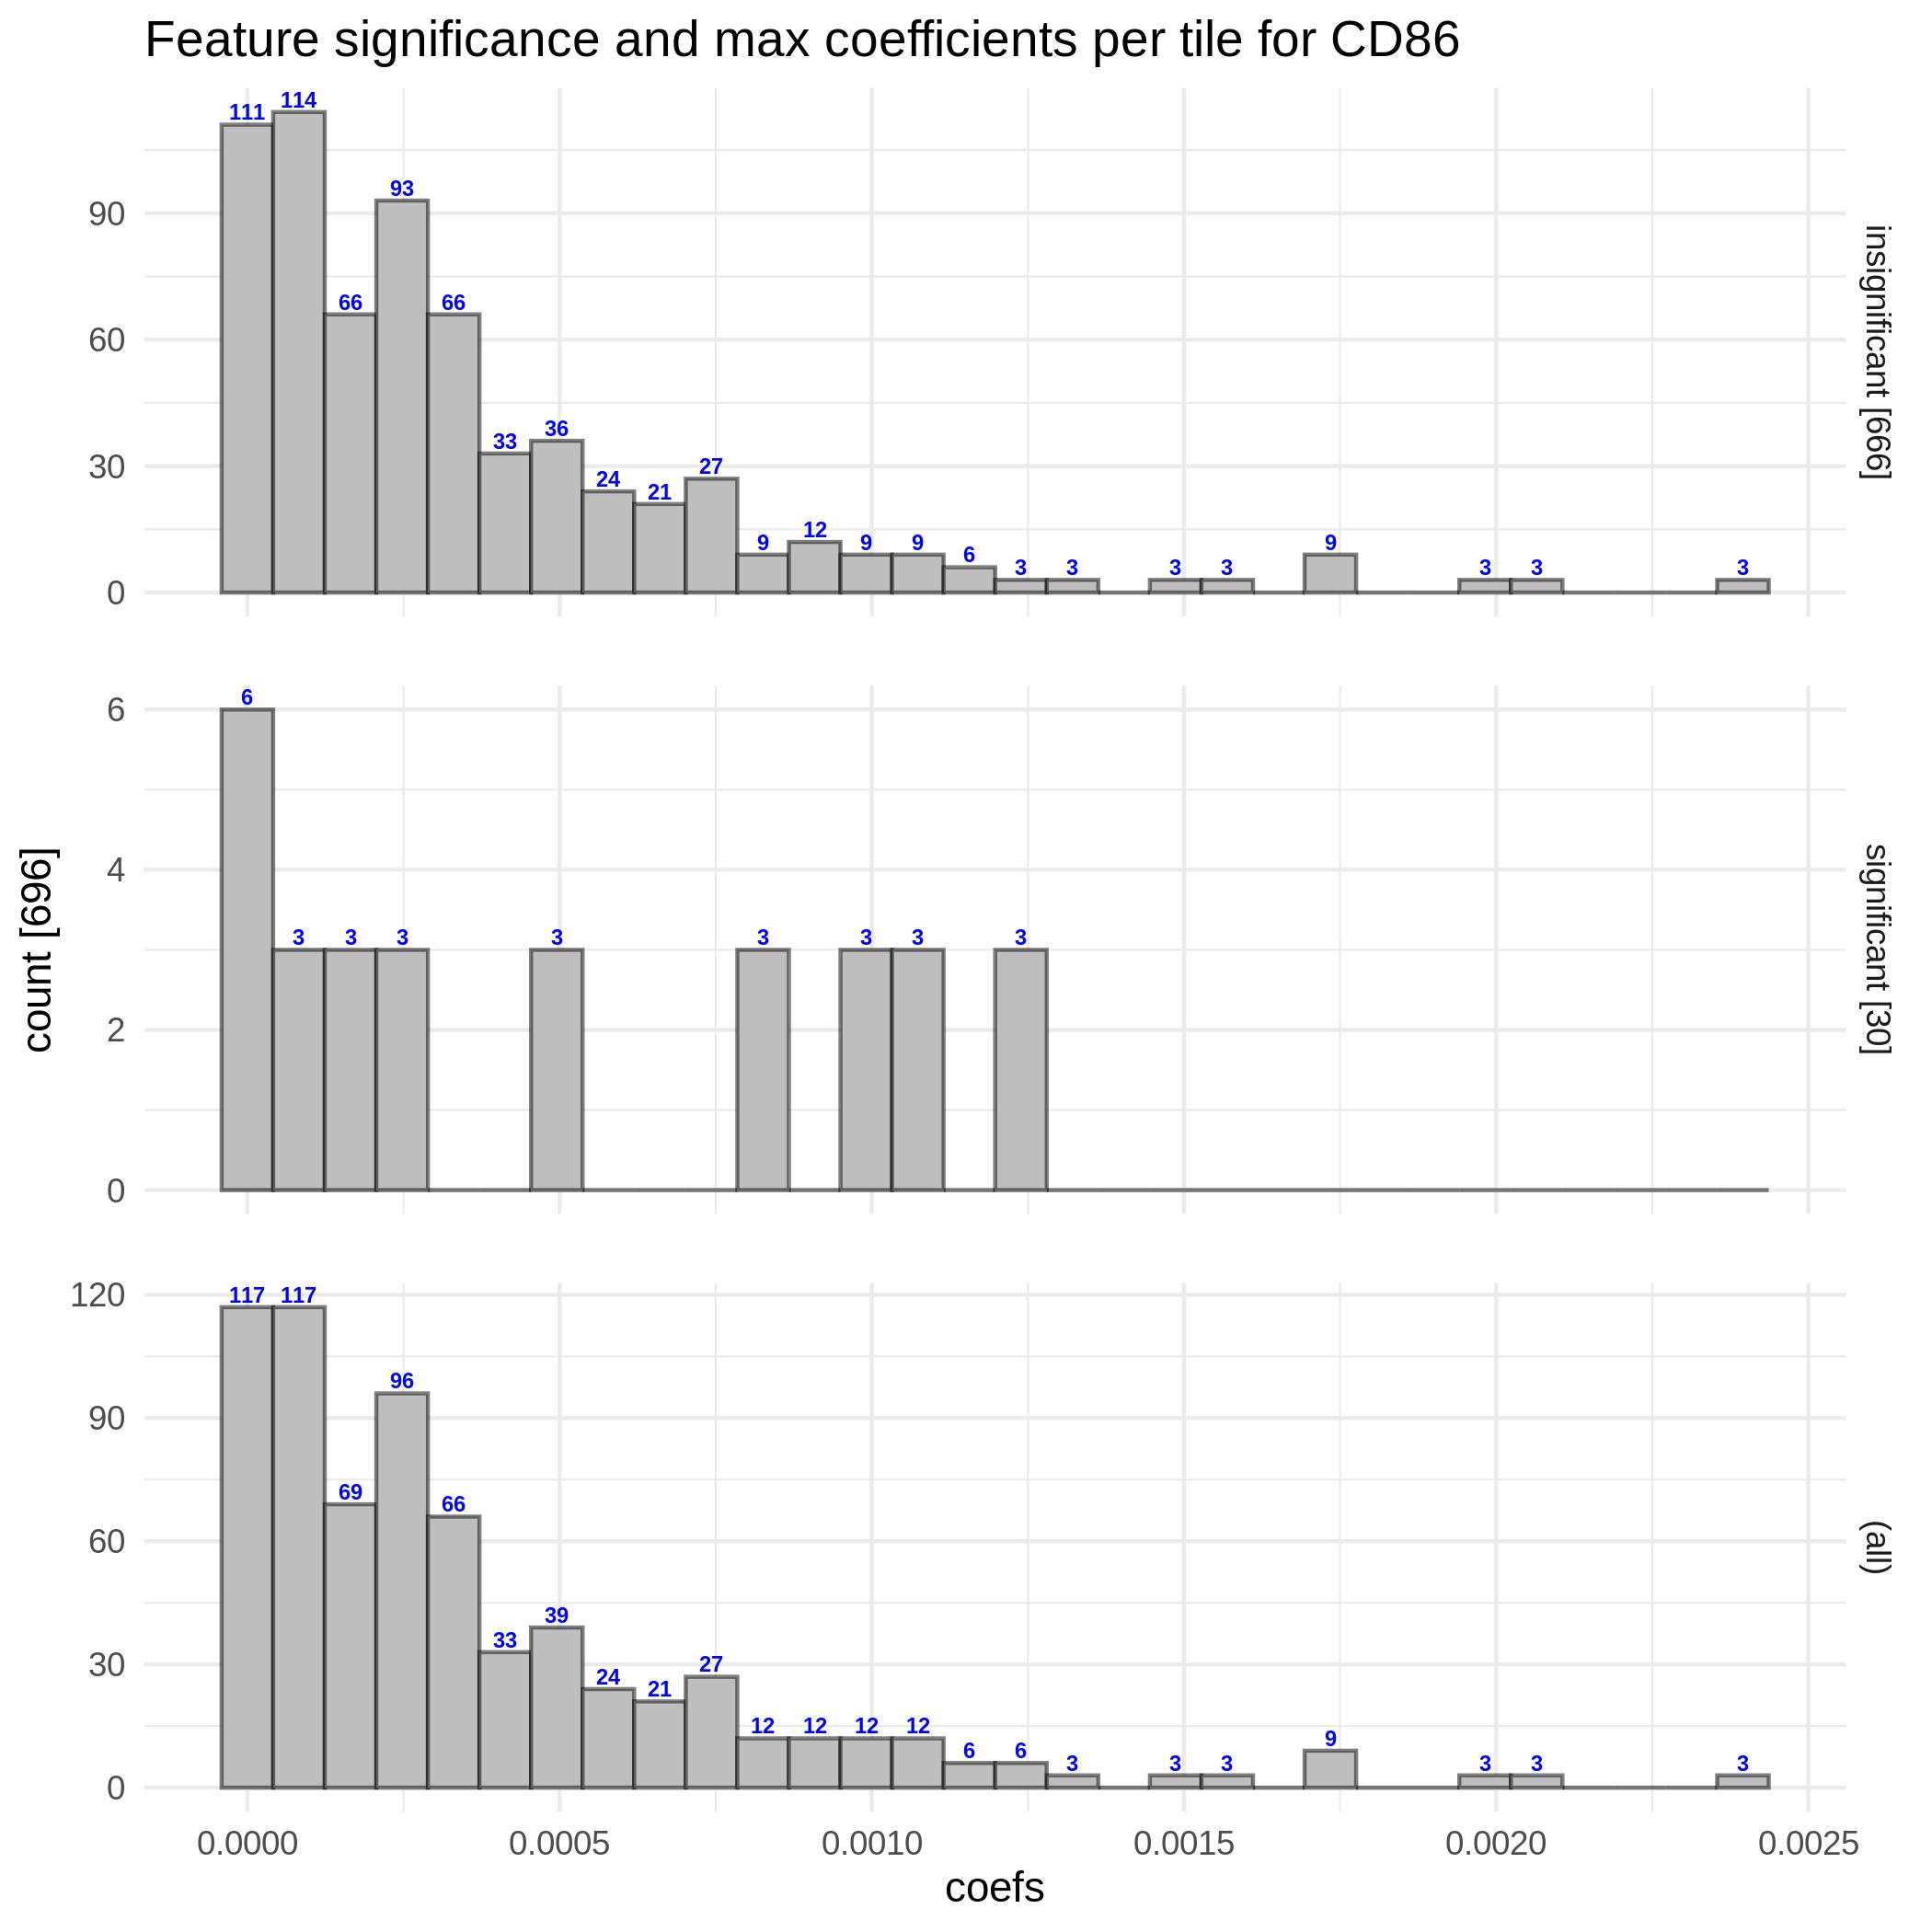 Feature significance and max coefficients per tile for CD86
111 114 66 93 66 33 36 24 21 27 9 12 9 9 6 3 3 3 3 9 3 3 3
90
60
30
0
insignificant [666]
6 3 3 3 3 3 3 3 3
6
4
2
0
significant [30]
count [696]
117 117 69 96 66 33 39 24 21 27 12 12 12 12 6 6 3 3 3 9 3 3 3
120
90
60
30
0
(all)
0.0000 0.0005 0.0010 0.0015 0.0020 0.0025
coefs